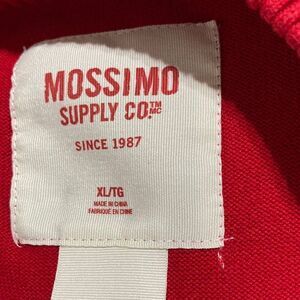 MOSSIMO
SUPPLY CO.™ MC
SINCE 1987
XL/TG
MADE IN CHINA
FABRIQUÉ EN CHINE